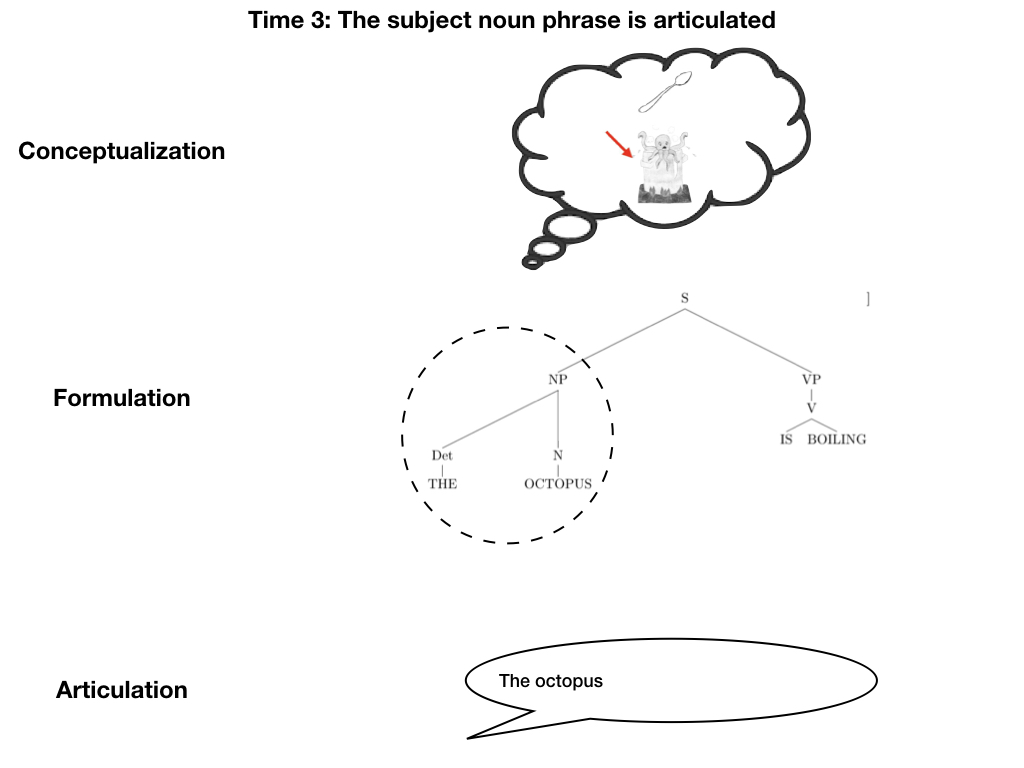 Time 3: The subject noun phrase is articulated
Conceptualization
S ]
Formulation
NP VP
V
IS BOILING
Det N
THE OCTOPUS
Articulation
The octopus